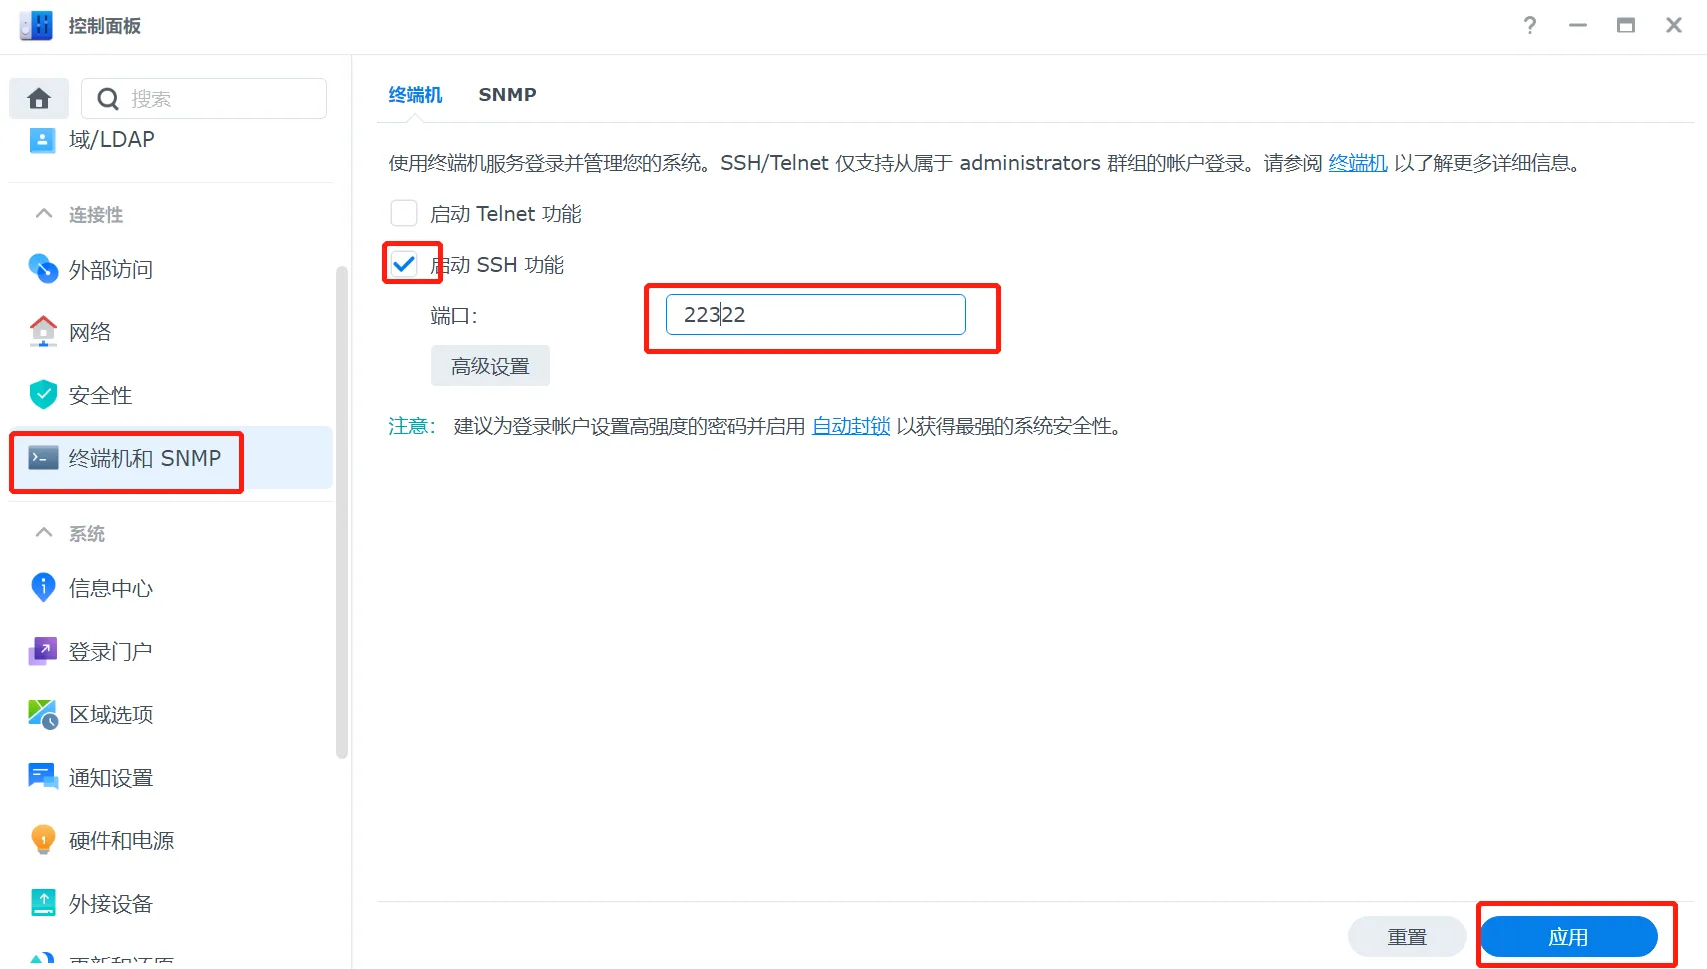 控制面板
搜索
域/LDAP
连接性
外部访问
网络
安全性
终端机和 SNMP
系统
信息中心
登录门户
区域选项
通知设置
硬件和电源
外接设备
更新和还原
终端机 SNMP
使用终端机服务登录并管理您的系统。SSH/Telnet 仅支持从属于 administrators 群组的帐户登录。请参阅 终端机 以了解更多详细信息。
启动 Telnet 功能
启动 SSH 功能
端口: 22322
高级设置
注意: 建议为登录帐户设置高强度的密码并启用 自动封锁 以获得最强的系统安全性。
重置 应用